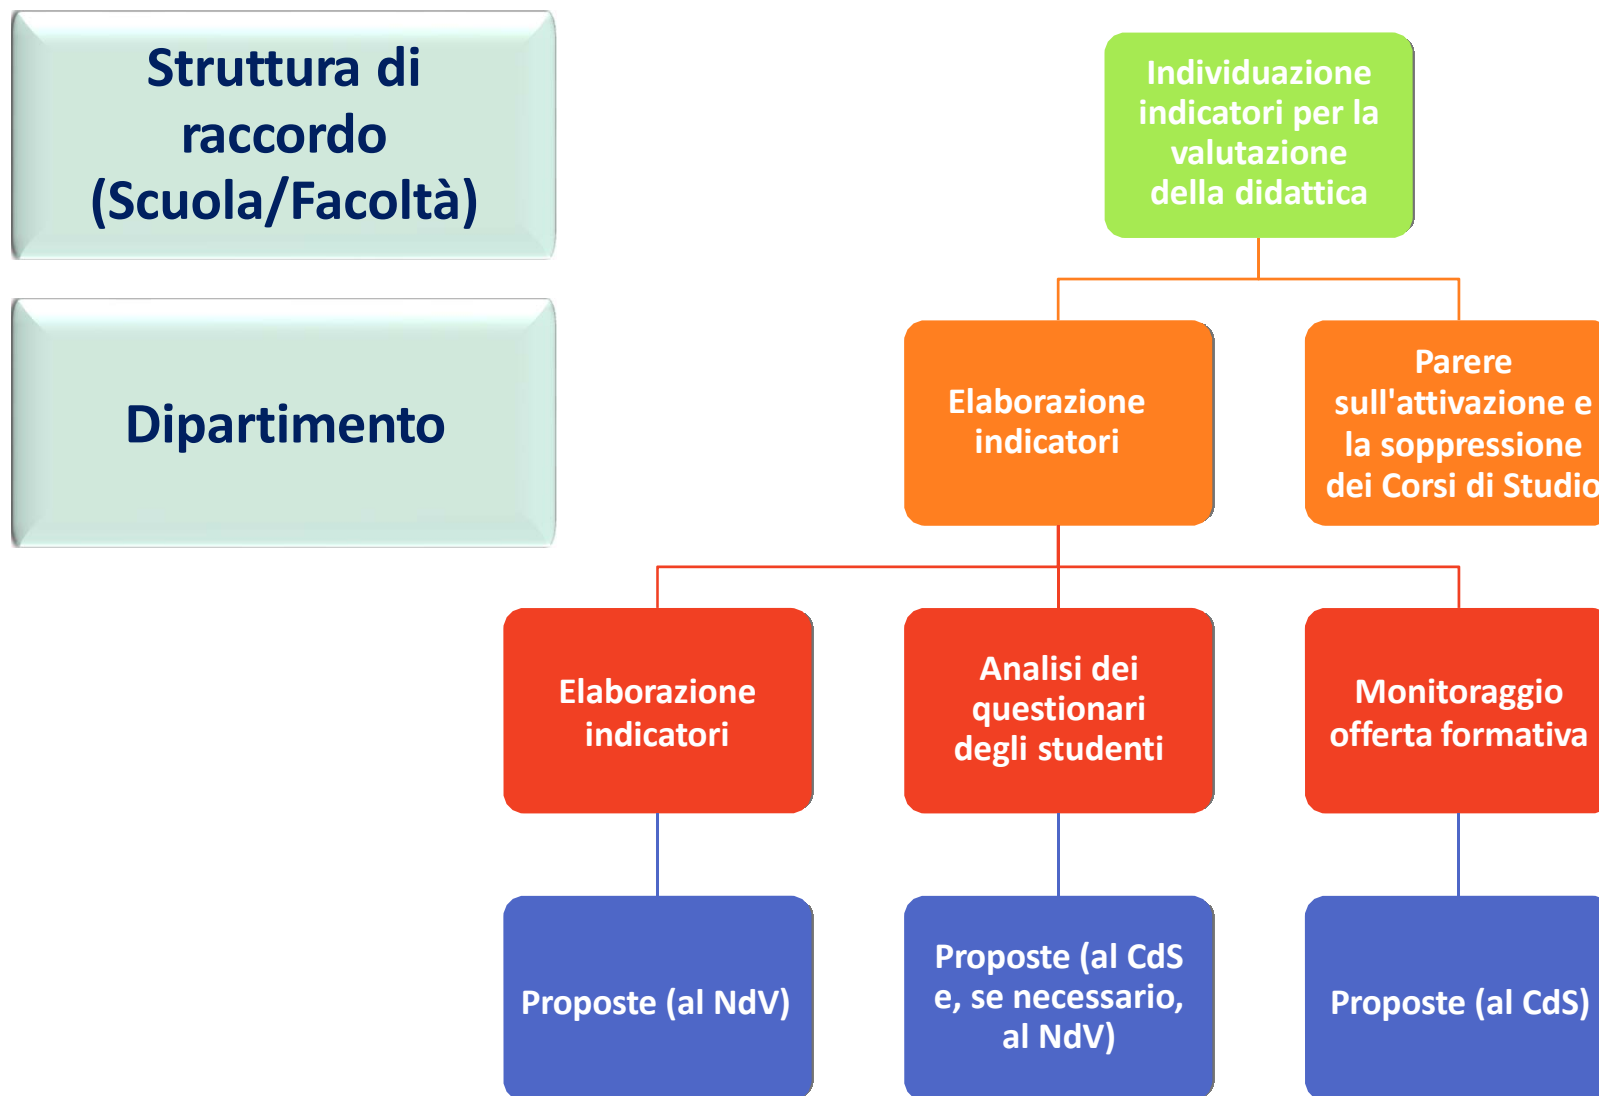 Struttura di
raccordo
(Scuola/Facoltà)
Dipartimento
Individuazione
indicatori per la
valutazione
della didattica
Elaborazione
indicatori
Parere
sull'attivazione e
la soppressione
dei Corsi di Studio
Elaborazione
indicatori
Analisi dei
questionari
degli studenti
Monitoraggio
offerta formativa
Proposte (al NdV)
Proposte (al CdS
e, se necessario,
al NdV)
Proposte (al CdS)